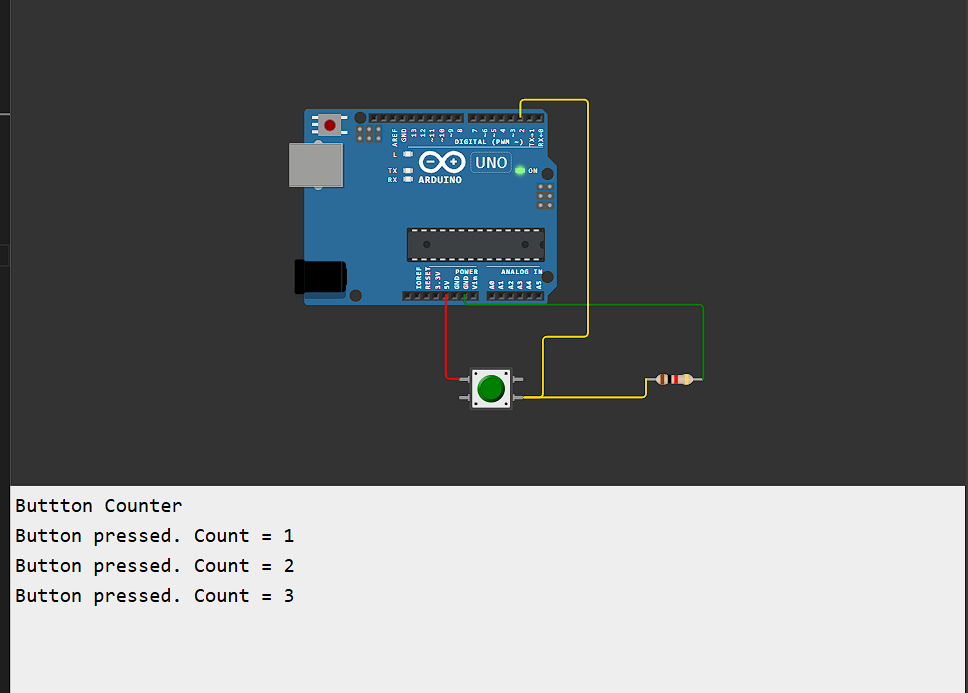 AREF
GND
13
12
~11
~10
~9
8
7
~6
~5
4
~3
2
TX→1
RX←0
DIGITAL (PWM ~)
L
TX
RX
UNO
ON
ARDUINO
IOREF
RESET
3.3V
5V
GND
GND
Vin
POWER
ANALOG IN
A0
A1
A2
A3
A4
A5
Buttton Counter
Button pressed. Count = 1
Button pressed. Count = 2
Button pressed. Count = 3